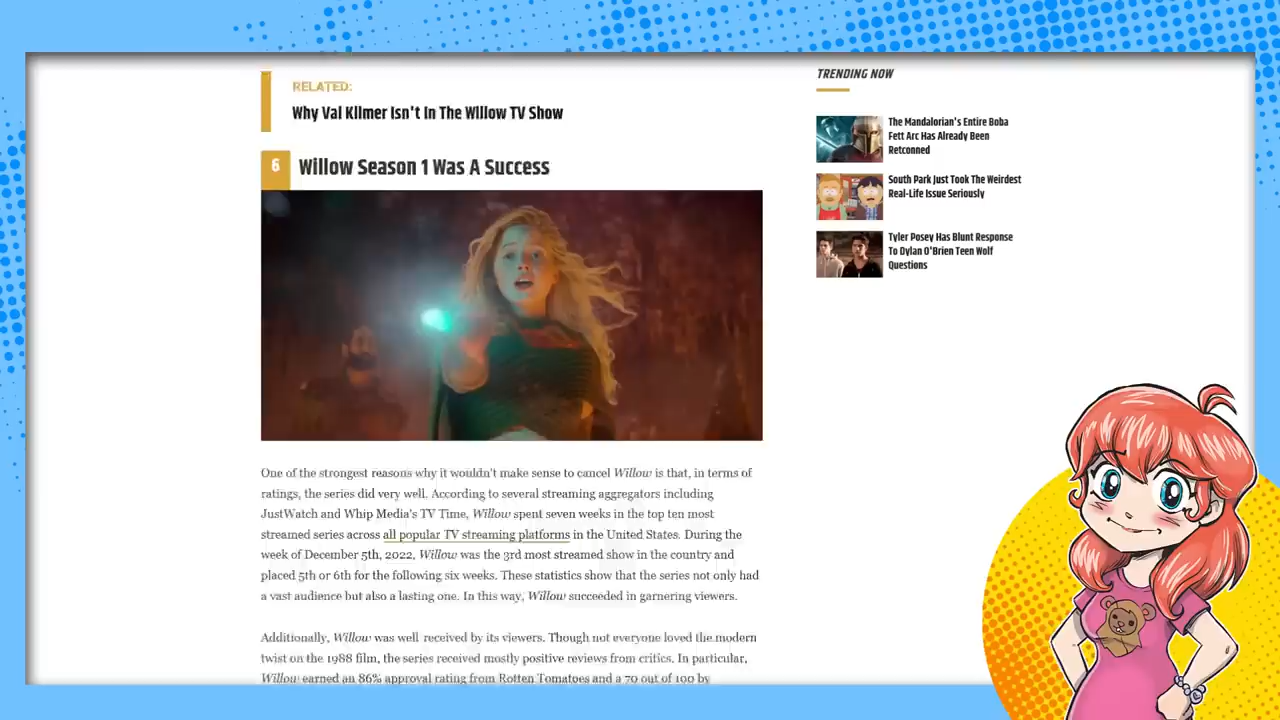 RELATED:
Why Val Kilmer Isn't In The Willow TV Show
6 Willow Season 1 Was A Success
One of the strongest reasons why it wouldn't make sense to cancel Willow is that, in terms of
ratings, the series did very well. According to several streaming aggregators including
JustWatch and Whip Media's TV Time, Willow spent seven weeks in the top ten most
streamed series across all popular TV streaming platforms in the United States. During the
week of December 5th, 2022, Willow was the 3rd most streamed show in the country and
placed 5th or 6th for the following six weeks. These statistics show that the series not only had
a vast audience but also a lasting one. In this way, Willow succeeded in garnering viewers.
Additionally, Willow was well received by its viewers. Though not everyone loved the modern
twist on the 1988 film, the series received mostly positive reviews from critics. In particular,
Willow earned an 86% approval rating from Rotten Tomatoes and a 70 out of 100 by
TRENDING NOW
The Mandalorian's Entire Boba
Fett Arc Has Already Been
Retconned
South Park Just Took The Weirdest
Real-Life Issue Seriously
Tyler Posey Has Blunt Response
To Dylan O'Brien Teen Wolf
Questions